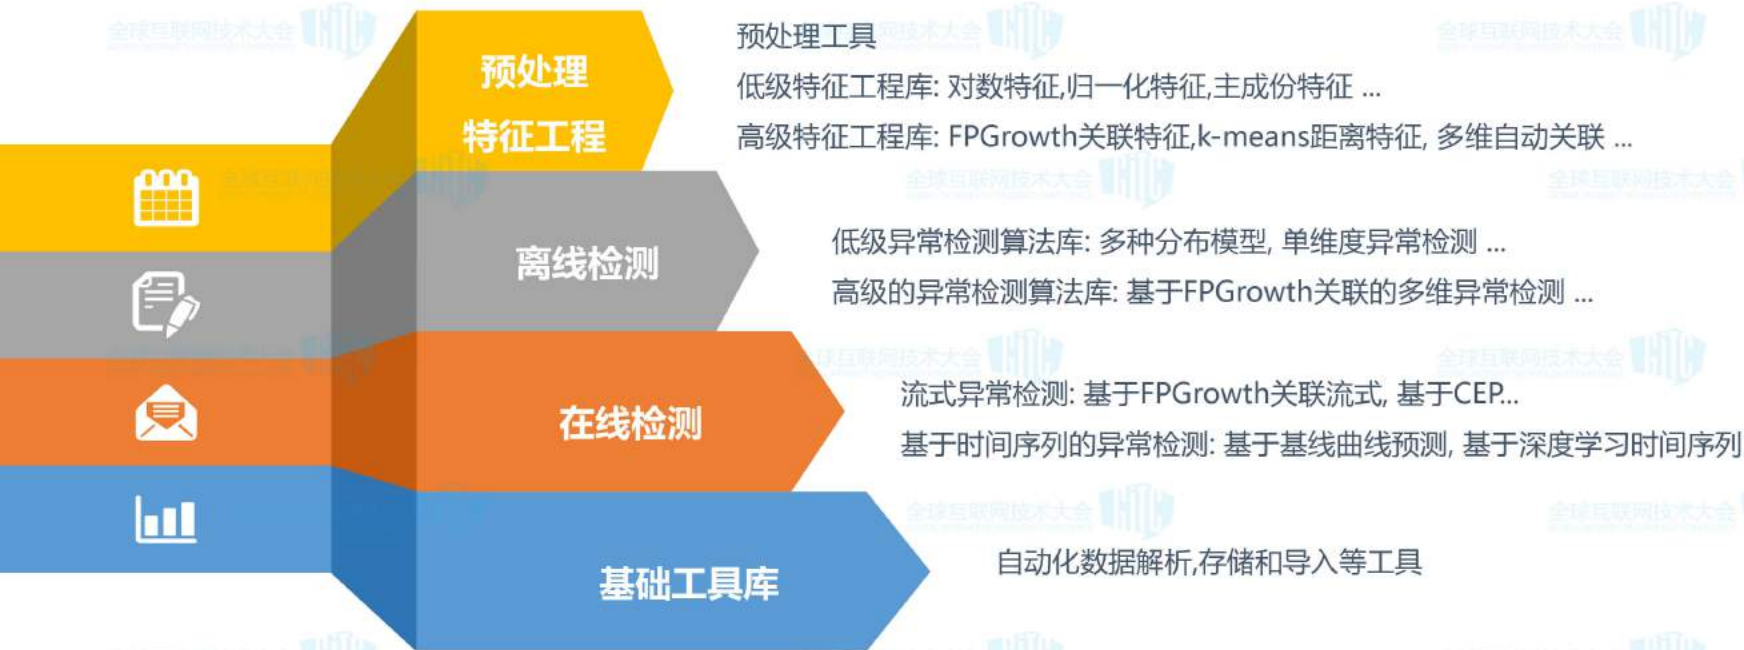 全球互联网技术大会
预处理
特征工程
预处理工具
低级特征工程库: 对数特征,归一化特征,主成份特征 ...
高级特征工程库: FPGrowth关联特征,k-means距离特征, 多维自动关联 ...
离线检测
低级异常检测算法库: 多种分布模型, 单维度异常检测 ...
高级的异常检测算法库: 基于FPGrowth关联的多维异常检测 ...
在线检测
流式异常检测: 基于FPGrowth关联流式, 基于CEP...
基于时间序列的异常检测: 基于基线曲线预测, 基于深度学习时间序列
基础工具库
自动化数据解析,存储和导入等工具